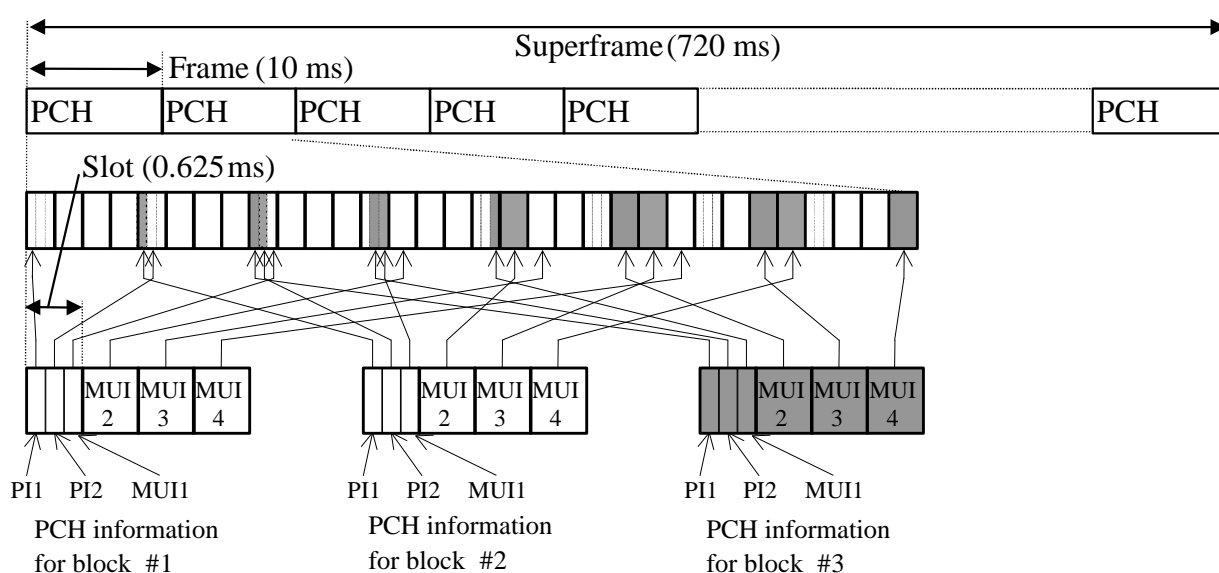 Superframe (720 ms)
Frame (10 ms)
PCH PCH PCH PCH PCH PCH
Slot (0.625 ms)
MUI 2 MUI 3 MUI 4 MUI 2 MUI 3 MUI 4 MUI 2 MUI 3 MUI 4
PI1 PI2 MUI1 PI1 PI2 MUI1 PI1 PI2 MUI1
PCH information
for block #1
PCH information
for block #2
PCH information
for block #3